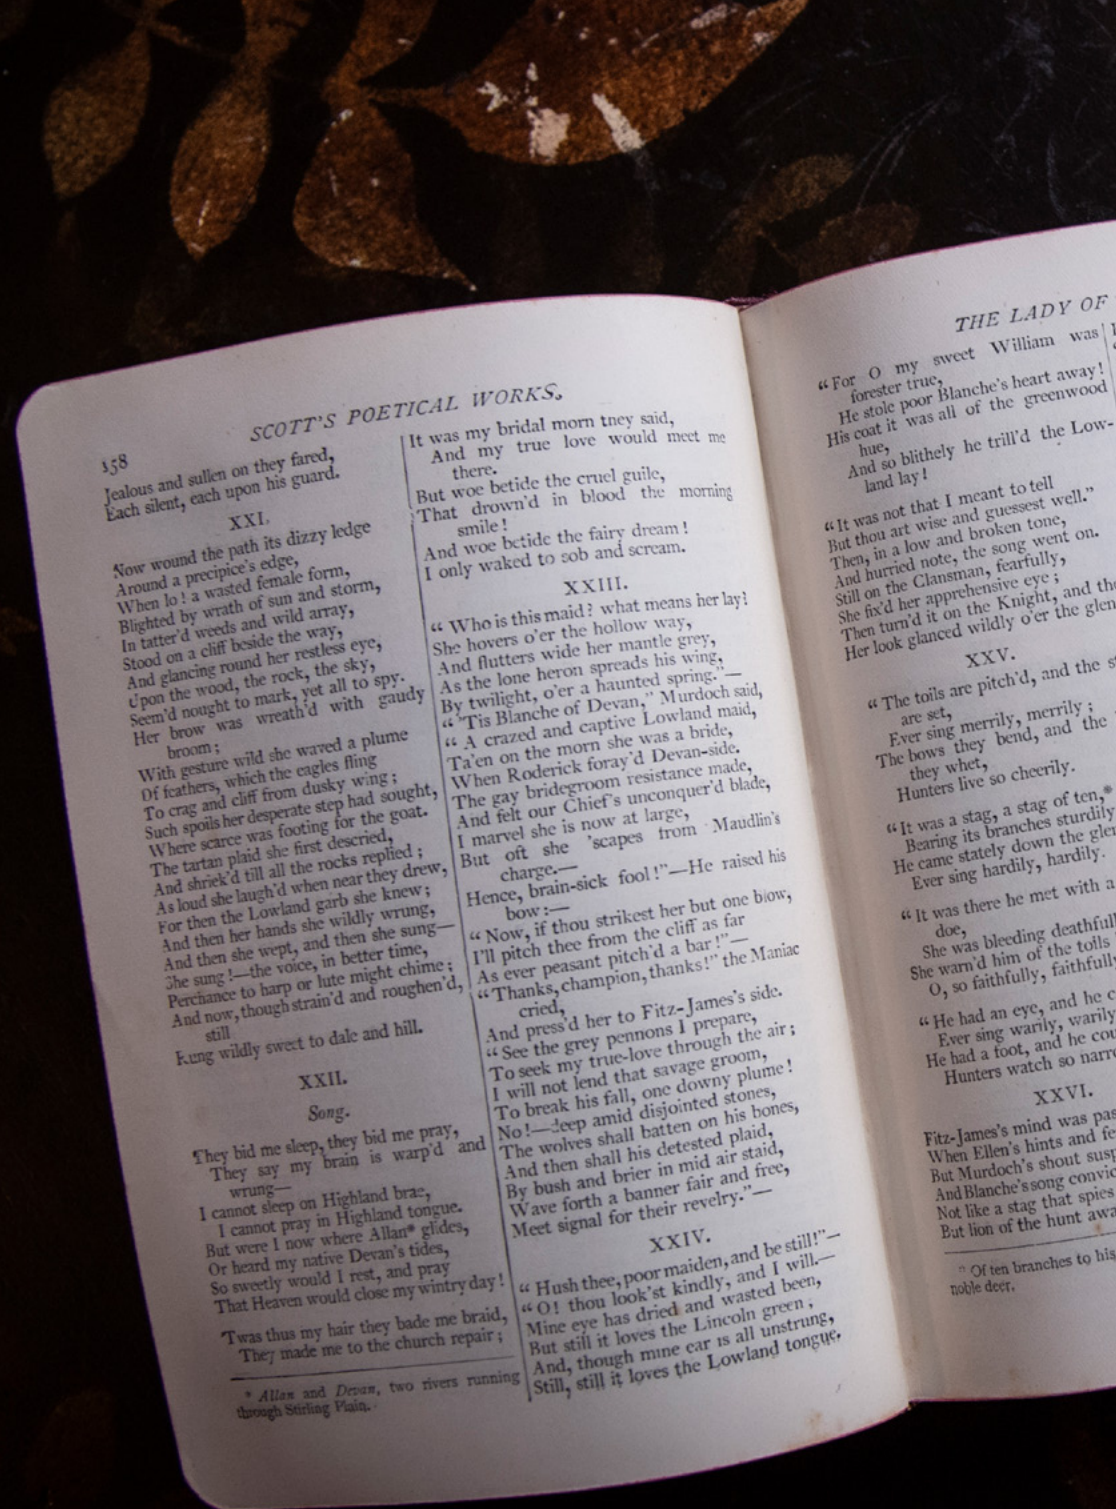 158
SCOTT'S POETICAL WORKS.
Jealous and sullen on they fared,
Each silent, each upon his guard.
XXI.
Now wound the path its dizzy ledge
Around a precipice's edge,
When lo! a wasted female form,
Blighted by wrath of sun and storm,
In tatter'd weeds and wild array,
Stood on a cliff beside the way,
And glancing round her restless eye,
Upon the wood, the rock, the sky,
Seem'd nought to mark, yet all to spy.
Her brow was wreath'd with gaudy
broom;
With gesture wild she waved a plume
Of feathers, which the eagles fling
To crag and cliff from dusky wing;
Such spoils her desperate step had sought,
Where scarce was footing for the goat.
The tartan plaid she first descried,
And shriek'd till all the rocks replied;
As loud she laugh'd when near they drew,
For then the Lowland garb she knew;
And then her hands she wildly wrung,
And then she wept, and then she sung—
She sung!—the voice, in better time,
Perchance to harp or lute might chime;
And now, though strain'd and roughen'd,
still
Rung wildly sweet to dale and hill.
XXII.
Song.
They bid me sleep, they bid me pray,
They say my brain is warp'd and
wrung—
I cannot sleep on Highland brae,
I cannot pray in Highland tongue.
But were I now where Allan* glides,
Or heard my native Devan's tides,
So sweetly would I rest, and pray
That Heaven would close my wintry day!
'Twas thus my hair they bade me braid,
They made me to the church repair;
* Allan and Devan, two rivers running
through Stirling Plain.
It was my bridal morn they said,
And my true love would meet me
there.
But woe betide the cruel guile,
That drown'd in blood the morning
smile!
And woe betide the fairy dream!
I only waked to sob and scream.
XXIII.
"Who is this maid? what means her lay?
She hovers o'er the hollow way,
And flutters wide her mantle grey,
As the lone heron spreads his wing,
By twilight, o'er a haunted spring."—
"'Tis Blanche of Devan," Murdoch said,
"A crazed and captive Lowland maid,
Ta'en on the morn she was a bride,
When Roderick foray'd Devan-side.
The gay bridegroom resistance made,
And felt our Chief's unconquer'd blade,
I marvel she is now at large,
But oft she 'scapes from Maudlin's
charge.—
Hence, brain-sick fool!"—He raised his
bow:—
"Now, if thou strikest her but one blow,
I'll pitch thee from the cliff as far
As ever peasant pitch'd a bar!"—
"Thanks, champion, thanks!" the Maniac
cried,
And press'd her to Fitz-James's side.
"See the grey pennons I prepare,
To seek my true-love through the air;
I will not lend that savage groom,
To break his fall, one downy plume!
No!—deep amid disjointed stones,
The wolves shall batten on his bones,
And then shall his detested plaid,
By bush and brier in mid air staid,
Wave forth a banner fair and free,
Meet signal for their revelry."—
XXIV.
"Hush thee, poor maiden, and be still!"—
"O! thou look'st kindly, and I will.—
Mine eye has dried and wasted been,
But still it loves the Lincoln green;
And, though mine ear is all unstrung,
Still, still it loves the Lowland tongue.
THE LADY OF
"For O my sweet William was
forester true,
He stole poor Blanche's heart away!
His coat it was all of the greenwood
hue,
And so blithely he trill'd the Low-
land lay!
"It was not that I meant to tell
But thou art wise and guessest well."
Then, in a low and broken tone,
And hurried note, the song went on.
Still on the Clansman, fearfully,
She fix'd her apprehensive eye;
Then turn'd it on the Knight, and
Her look glanced wildly o'er the
XXV.
"The toils are pitch'd, and the
are set,
Ever sing merrily, merrily;
The bows they bend, and the
they whet,
Hunters live so cheerily.
"It was a stag, a stag of ten,*
Bearing its branches sturdily
He came stately down the
Ever sing hardily, hardily.
"It was there he met with a
doe,
She was bleeding
She warn'd him of the toils
O, so faithfully,
"He had an eye, and he
Ever sing warily,
He had a foot, and he
Hunters watch so
XXVI.
Fitz-James's mind was
When Ellen's hints and
But Murdoch's shout
And Blanche's song
Not like a stag that spies
But lion of the hunt
* Of ten branches to his
noble deer.